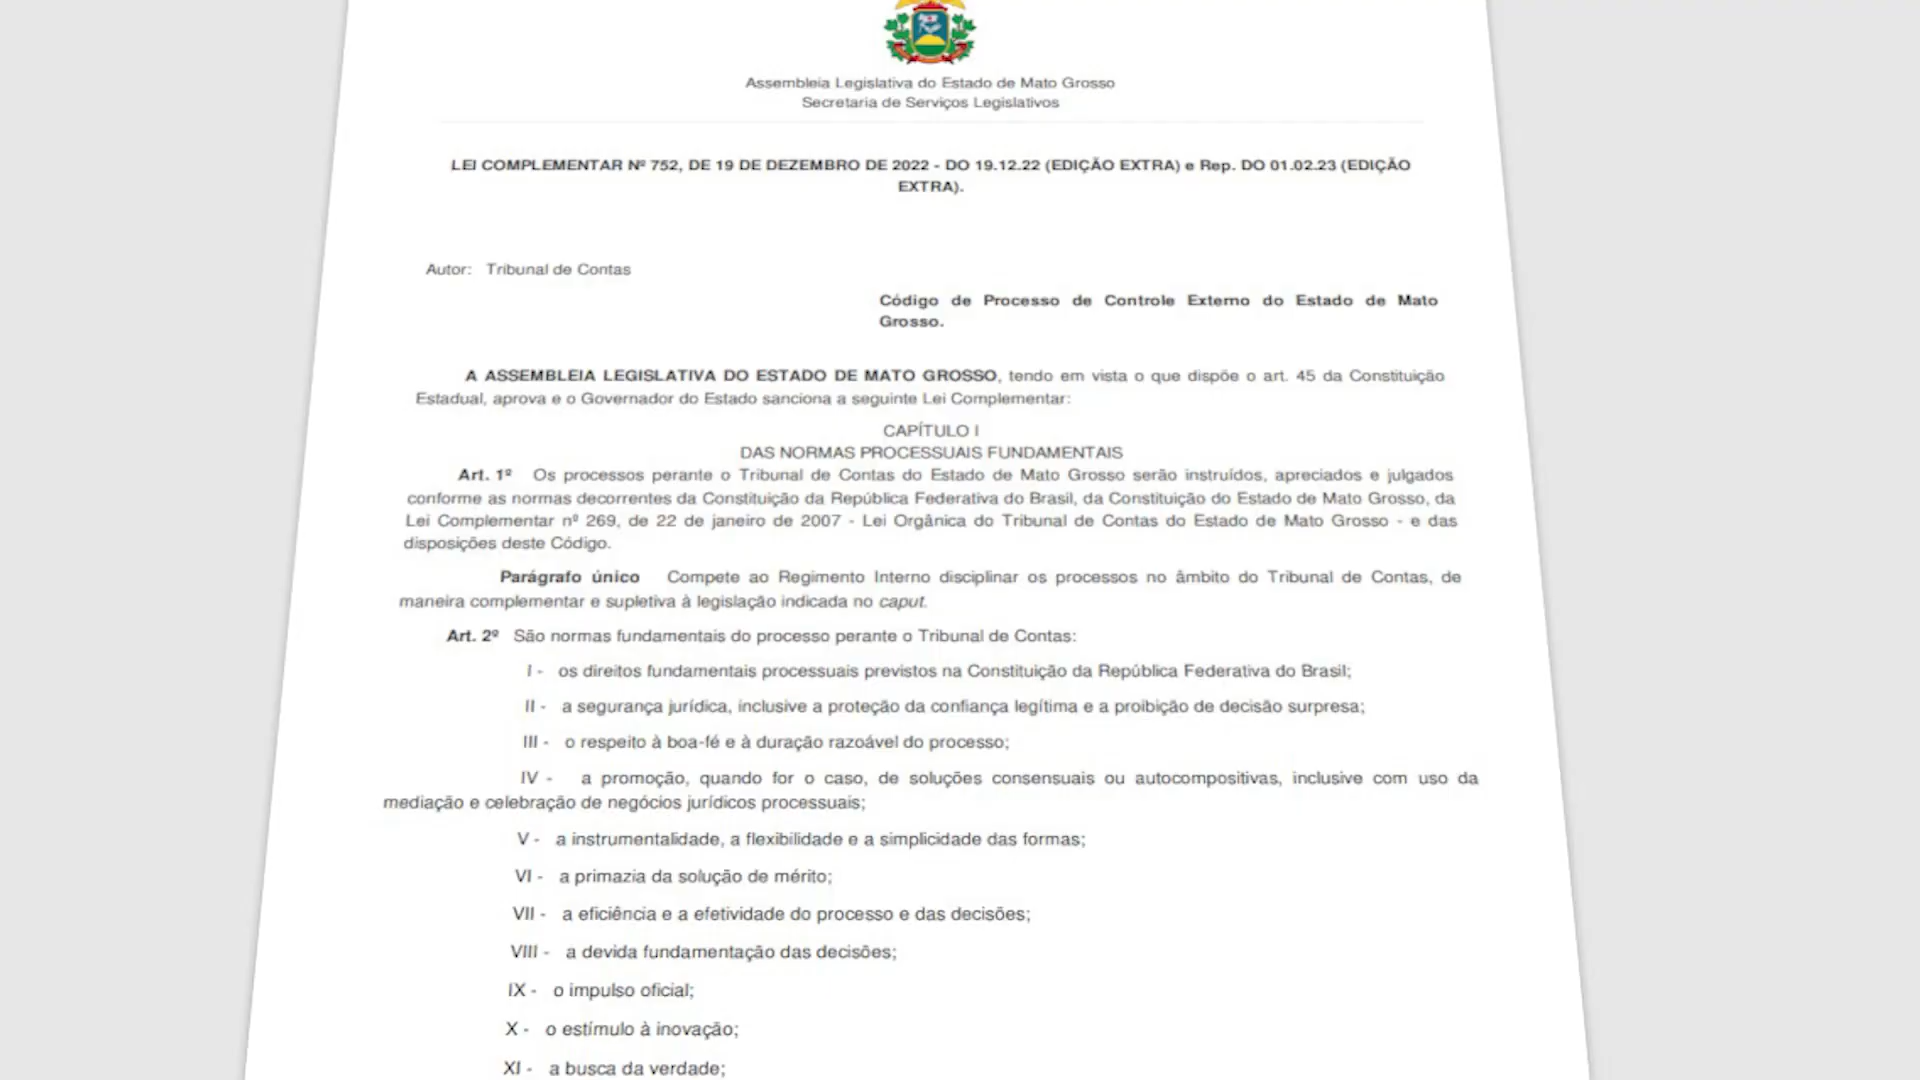 Assembleia Legislativa do Estado de Mato Grosso
Secretaria de Serviços Legislativos
LEI COMPLEMENTAR Nº 752, DE 19 DE DEZEMBRO DE 2022 - DO 19.12.22 (EDIÇÃO EXTRA) e Rep. DO 01.02.23 (EDIÇÃO
EXTRA).
Autor: Tribunal de Contas
Código de Processo de Controle Externo do Estado de Mato
Grosso.
A ASSEMBLEIA LEGISLATIVA DO ESTADO DE MATO GROSSO, tendo em vista o que dispõe o art. 45 da Constituição
Estadual, aprova e o Governador do Estado sanciona a seguinte Lei Complementar:
CAPÍTULO I
DAS NORMAS PROCESSUAIS FUNDAMENTAIS
Art. 1º Os processos perante o Tribunal de Contas do Estado de Mato Grosso serão instruídos, apreciados e julgados
conforme as normas decorrentes da Constituição da República Federativa do Brasil, da Constituição do Estado de Mato Grosso, da
Lei Complementar nº 269, de 22 de janeiro de 2007 - Lei Orgânica do Tribunal de Contas do Estado de Mato Grosso - e das
disposições deste Código.
Parágrafo único Compete ao Regimento Interno disciplinar os processos no âmbito do Tribunal de Contas, de
maneira complementar e supletiva à legislação indicada no caput.
Art. 2º São normas fundamentais do processo perante o Tribunal de Contas:
I - os direitos fundamentais processuais previstos na Constituição da República Federativa do Brasil;
II - a segurança jurídica, inclusive a proteção da confiança legítima e a proibição de decisão surpresa;
III - o respeito à boa-fé e à duração razoável do processo;
IV - a promoção, quando for o caso, de soluções consensuais ou autocompositivas, inclusive com uso da
mediação e celebração de negócios jurídicos processuais;
V - a instrumentalidade, a flexibilidade e a simplicidade das formas;
VI - a primazia da solução de mérito;
VII - a eficiência e a efetividade do processo e das decisões;
VIII - a devida fundamentação das decisões;
IX - o impulso oficial;
X - o estímulo à inovação;
XI - a busca da verdade;